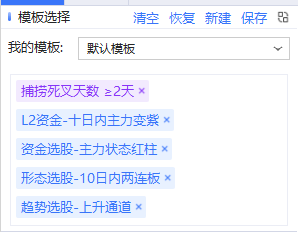 模板选择 清空 恢复 新建 保存
我的模板: 默认模板
捕捞死叉天数 ≥2天 ×
L2资金-十日内主力变紫 ×
资金选股-主力状态红柱 ×
形态选股-10日内两连板 ×
趋势选股-上升通道 ×